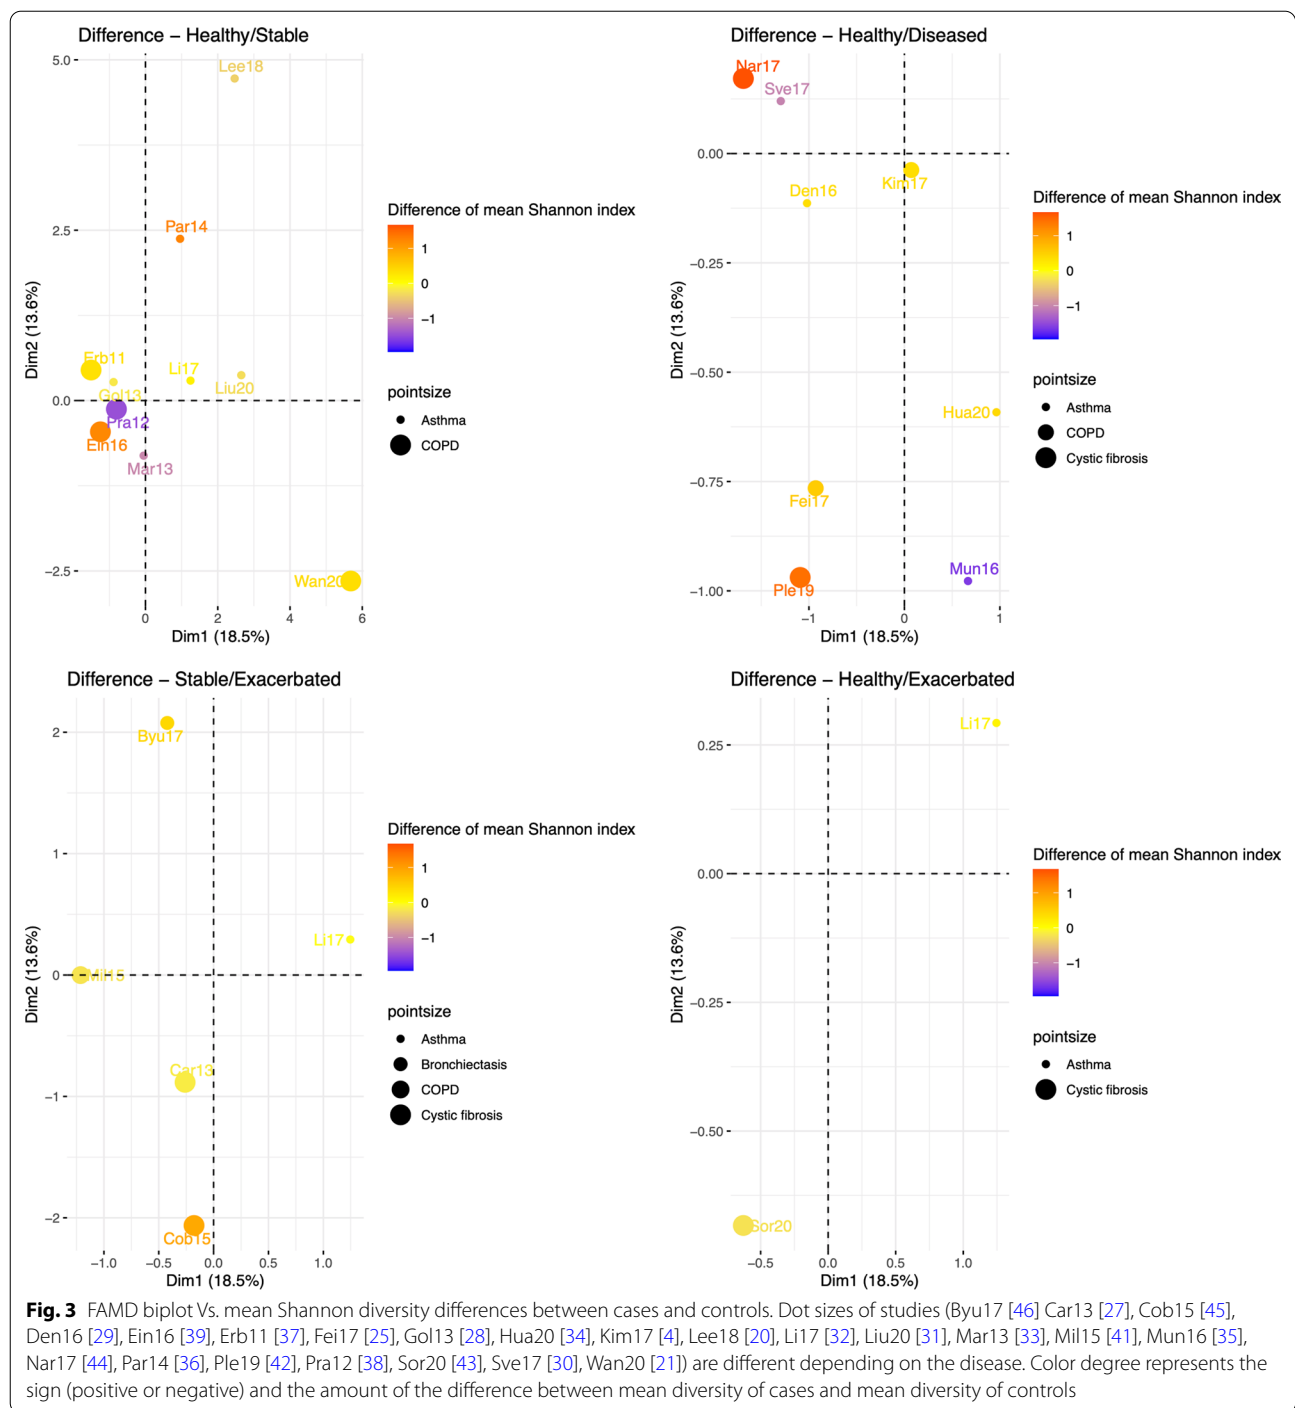 Difference – Healthy/Stable
5.0
2.5
0.0
−2.5
Dim2 (13.6%)
Lee18
Par14
Erb11
Li17
Gol13
Liu20
Pra12
Ein16
Mar13
Wan20
0
2
4
6
Dim1 (18.5%)
Difference of mean Shannon index
1
0
−1
pointsize
Asthma
COPD
Difference – Healthy/Diseased
0.00
−0.25
−0.50
−0.75
−1.00
Dim2 (13.6%)
Nar17
Sve17
Kim17
Den16
Hua20
Fei17
Mun16
Ple19
−1
0
1
Dim1 (18.5%)
Difference of mean Shannon index
1
0
−1
pointsize
Asthma
COPD
Cystic fibrosis
Difference – Stable/Exacerbated
2
1
0
−1
−2
Dim2 (13.6%)
Byu17
Li17
Mil15
Car13
Cob15
−1.0
−0.5
0.0
0.5
1.0
Dim1 (18.5%)
Difference of mean Shannon index
1
0
−1
pointsize
Asthma
Bronchiectasis
COPD
Cystic fibrosis
Difference – Healthy/Exacerbated
0.25
0.00
−0.25
−0.50
Dim2 (13.6%)
Li17
Sor20
−0.5
0.0
0.5
1.0
Dim1 (18.5%)
Difference of mean Shannon index
1
0
−1
pointsize
Asthma
Cystic fibrosis
Fig. 3 FAMD biplot Vs. mean Shannon diversity differences between cases and controls. Dot sizes of studies (Byu17 [46] Car13 [27], Cob15 [45],
Den16 [29], Ein16 [39], Erb11 [37], Fei17 [25], Gol13 [28], Hua20 [34], Kim17 [4], Lee18 [20], Li17 [32], Liu20 [31], Mar13 [33], Mil15 [41], Mun16 [35],
Nar17 [44], Par14 [36], Ple19 [42], Pra12 [38], Sor20 [43], Sve17 [30], Wan20 [21]) are different depending on the disease. Color degree represents the
sign (positive or negative) and the amount of the difference between mean diversity of cases and mean diversity of controls